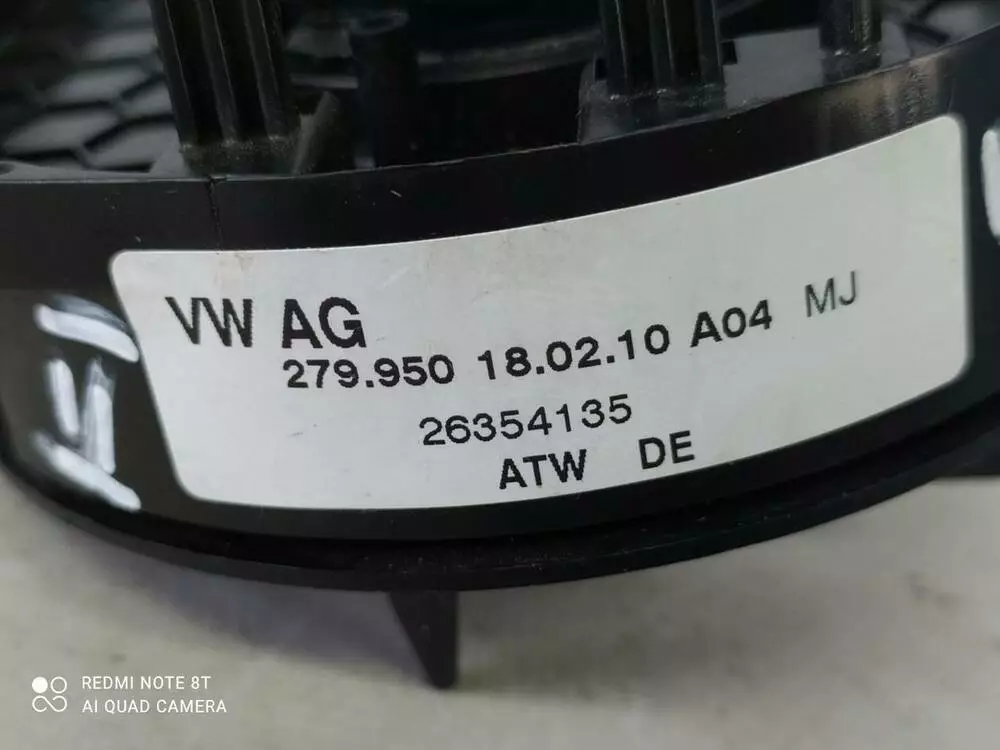 VW AG
279.950 18.02.10 A04 MJ
26354135
ATW DE
REDMI NOTE 8T
AI QUAD CAMERA